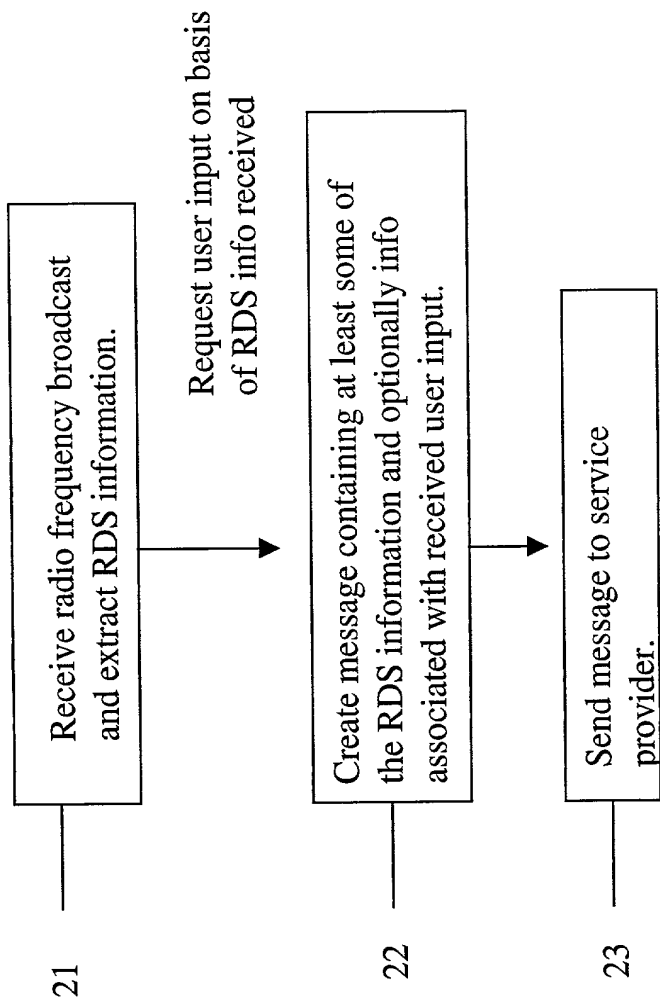 21
Receive radio frequency broadcast
and extract RDS information.
Request user input on basis
of RDS info received
22
Create message containing at least some of
the RDS information and optionally info
associated with received user input.
23
Send message to service
provider.